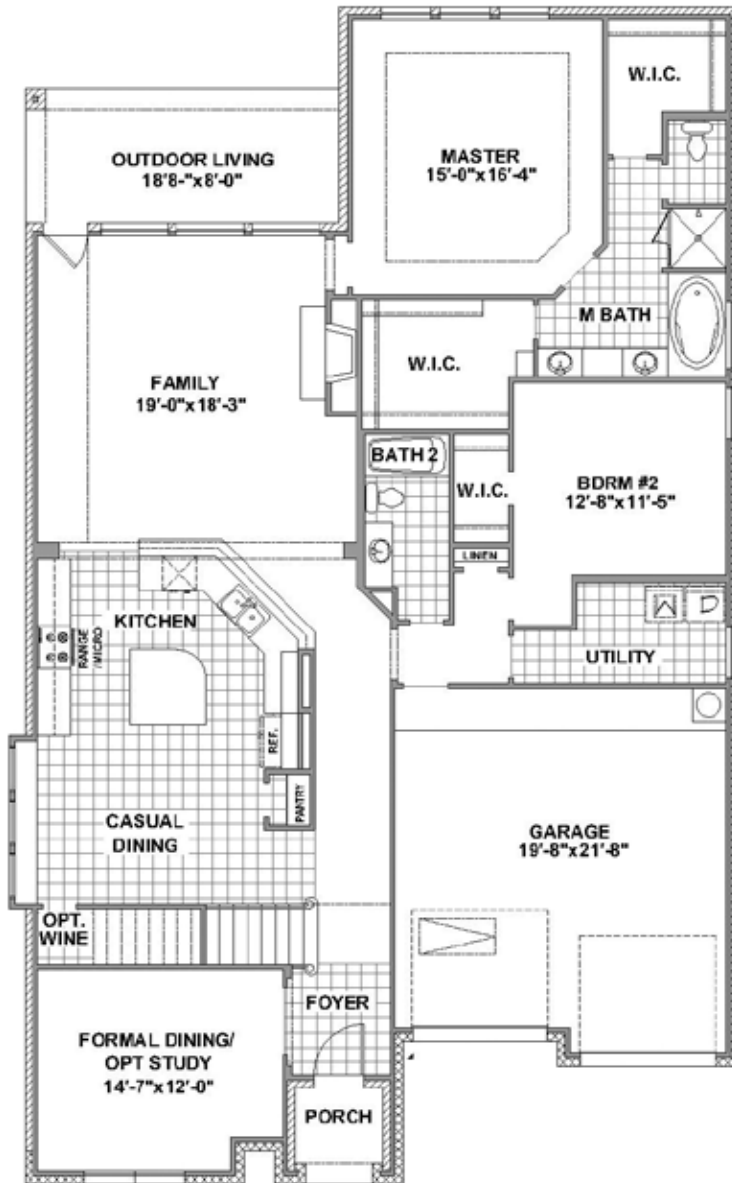 W.I.C.
OUTDOOR LIVING
18'8-"x8'-0"
MASTER
15'-0"x16'-4"
M BATH
W.I.C.
FAMILY
19'-0"x18'-3"
BATH 2
W.I.C.
BDRM #2
12'-8"x11'-5"
LINEN
KITCHEN
RANGE
/MICRO
UTILITY
REF.
PANTRY
CASUAL
DINING
GARAGE
19'-8"x21'-8"
OPT.
WINE
FOYER
FORMAL DINING/
OPT STUDY
14'-7"x12'-0"
PORCH